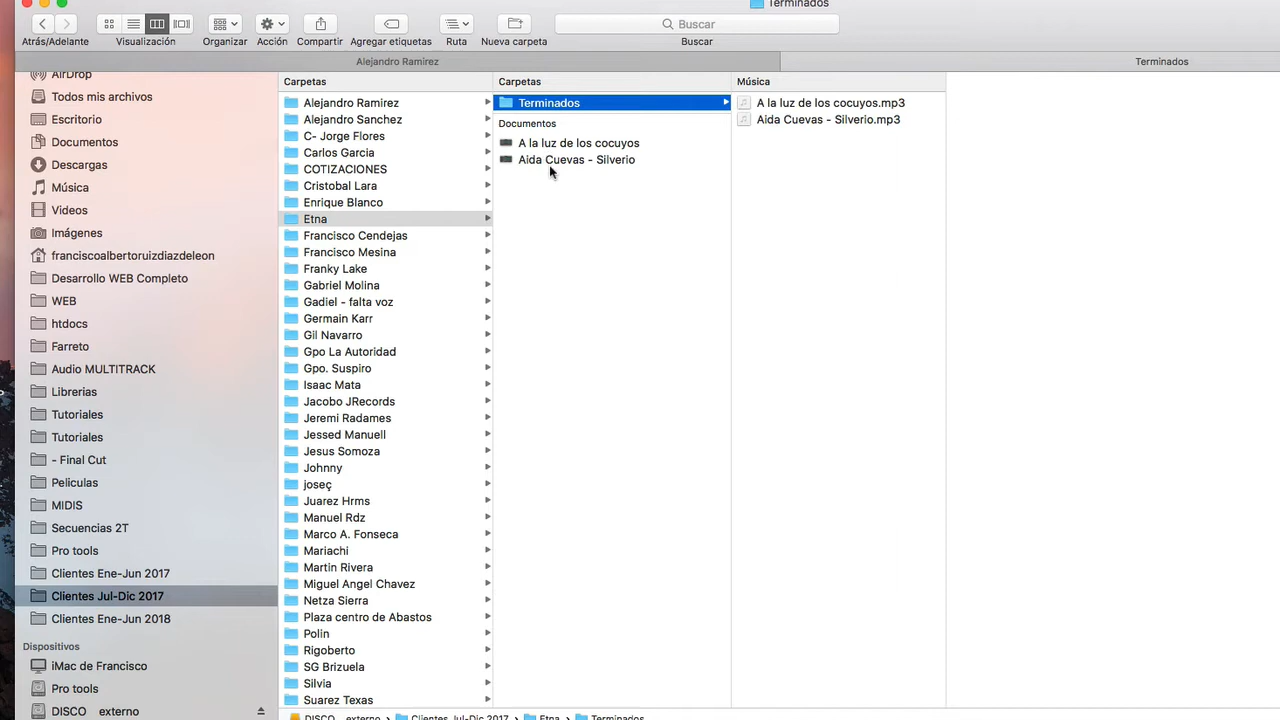 Terminados
Buscar
Atrás/Adelante
Visualización
Organizar
Acción
Compartir
Agregar etiquetas
Ruta
Nueva carpeta
Buscar
Alejandro Ramirez
Terminados
AirDrop
Todos mis archivos
Escritorio
Documentos
Descargas
Música
Videos
Imágenes
franciscoalbertoruizdiazdeleon
Desarrollo WEB Completo
WEB
htdocs
Farreto
Audio MULTITRACK
Librerias
Tutoriales
Tutoriales
- Final Cut
Peliculas
MIDIS
Secuencias 2T
Pro tools
Clientes Ene-Jun 2017
Clientes Jul-Dic 2017
Clientes Ene-Jun 2018
Dispositivos
iMac de Francisco
Pro tools
DISCO externo
Carpetas
Alejandro Ramirez
Alejandro Sanchez
C- Jorge Flores
Carlos Garcia
COTIZACIONES
Cristobal Lara
Enrique Blanco
Etna
Francisco Cendejas
Francisco Mesina
Franky Lake
Gabriel Molina
Gadiel - falta voz
Germain Karr
Gil Navarro
Gpo La Autoridad
Gpo. Suspiro
Isaac Mata
Jacobo JRecords
Jeremi Radames
Jessed Manuell
Jesus Somoza
Johnny
joseç
Juarez Hrms
Manuel Rdz
Marco A. Fonseca
Mariachi
Martin Rivera
Miguel Angel Chavez
Netza Sierra
Plaza centro de Abastos
Polin
Rigoberto
SG Brizuela
Silvia
Suarez Texas
Carpetas
Terminados
Documentos
A la luz de los cocuyos
Aida Cuevas - Silverio
Música
A la luz de los cocuyos.mp3
Aida Cuevas - Silverio.mp3
DISCO externo
Clientes Jul-Dic 2017
Etna
Terminados